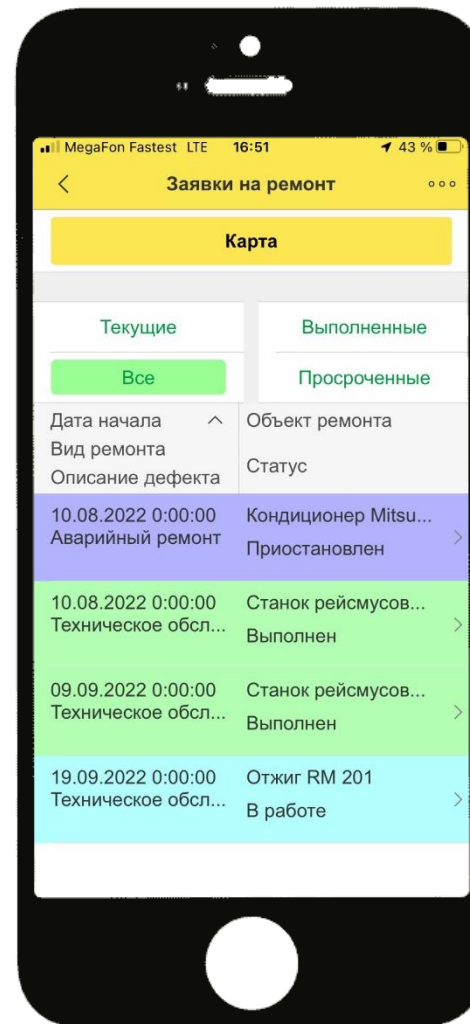 MegaFon Fastest LTE 16:51 43 %
Заявки на ремонт
Карта
Текущие Выполненные
Все Просроченные
Дата начала Объект ремонта
Вид ремонта
Статус
Описание дефекта
10.08.2022 0:00:00 Кондиционер Mitsu...
Аварийный ремонт
Приостановлен
10.08.2022 0:00:00 Станок рейсмусов...
Техническое обсл...
Выполнен
09.09.2022 0:00:00 Станок рейсмусов...
Техническое обсл...
Выполнен
19.09.2022 0:00:00 Отжиг RM 201
Техническое обсл...
В работе